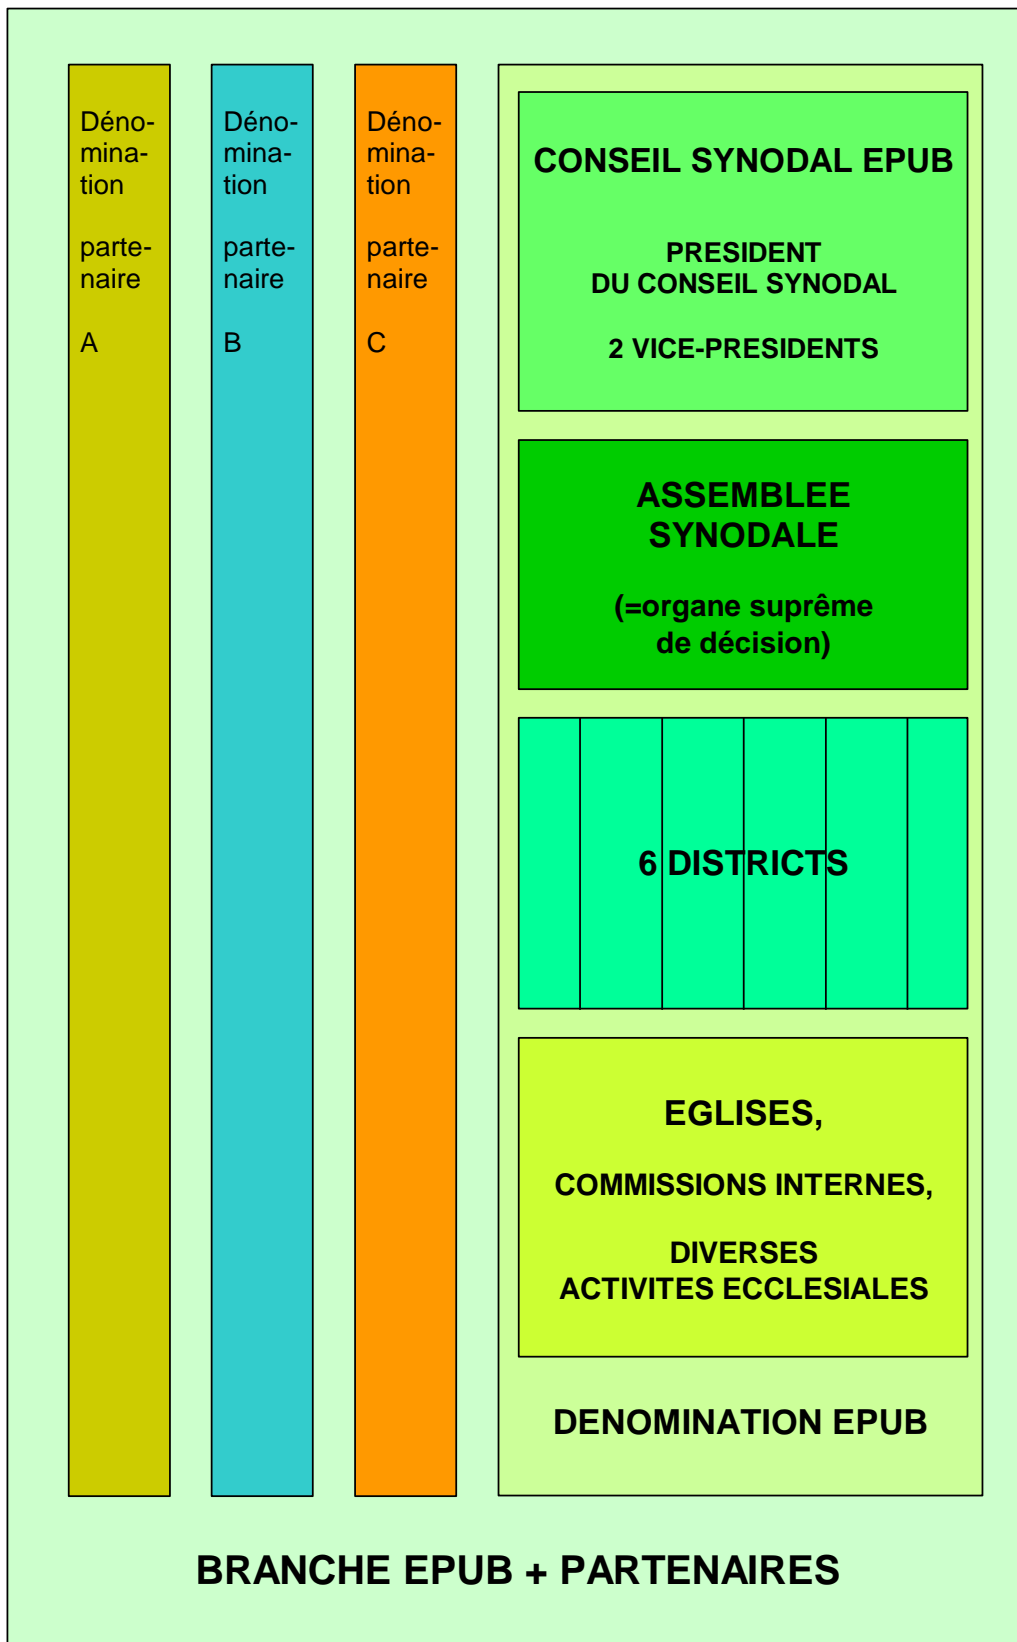 Déno-
mina-
tion
parte-
naire
A
Déno-
mina-
tion
parte-
naire
B
Déno-
mina-
tion
parte-
naire
C
CONSEIL SYNODAL EPUB
PRESIDENT
DU CONSEIL SYNODAL
2 VICE-PRESIDENTS
ASSEMBLEE
SYNODALE
(=organe suprême
de décision)
6 DISTRICTS
EGLISES,
COMMISSIONS INTERNES,
DIVERSES
ACTIVITES ECCLESIALES
DENOMINATION EPUB
BRANCHE EPUB + PARTENAIRES